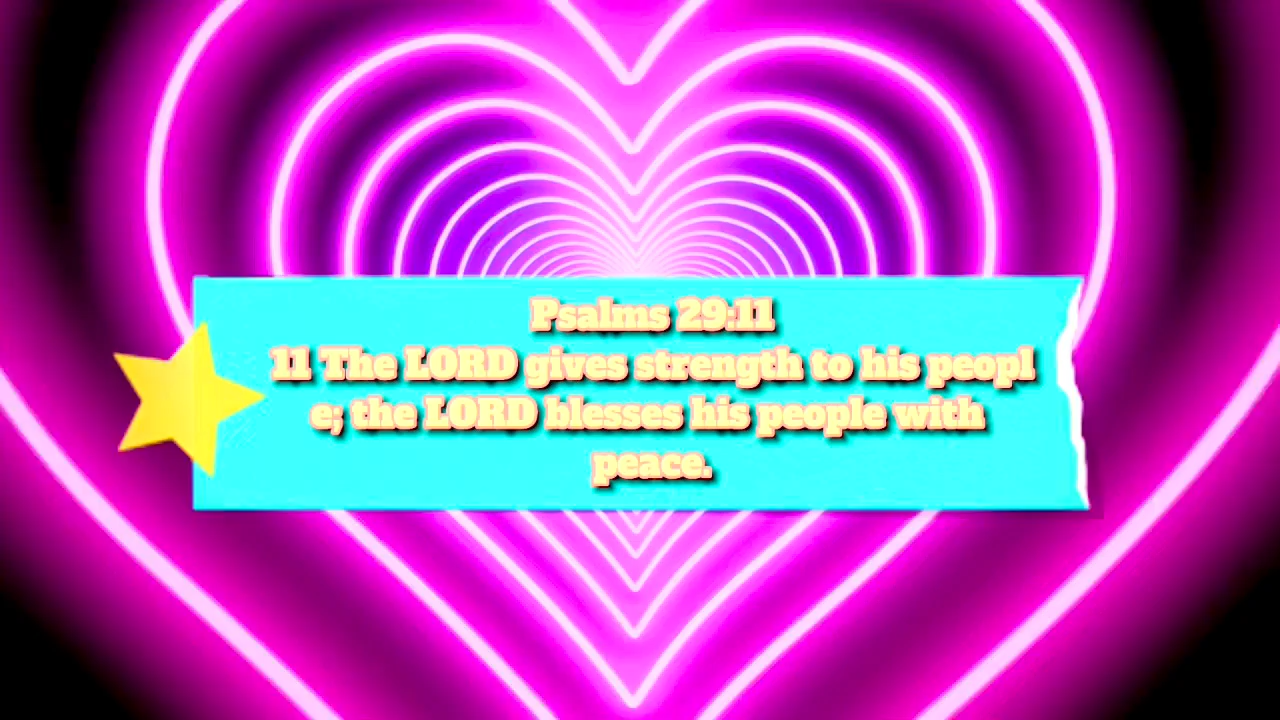 Psalms 29:11
11 The LORD gives strength to his peopl
e; the LORD blesses his people with
peace.